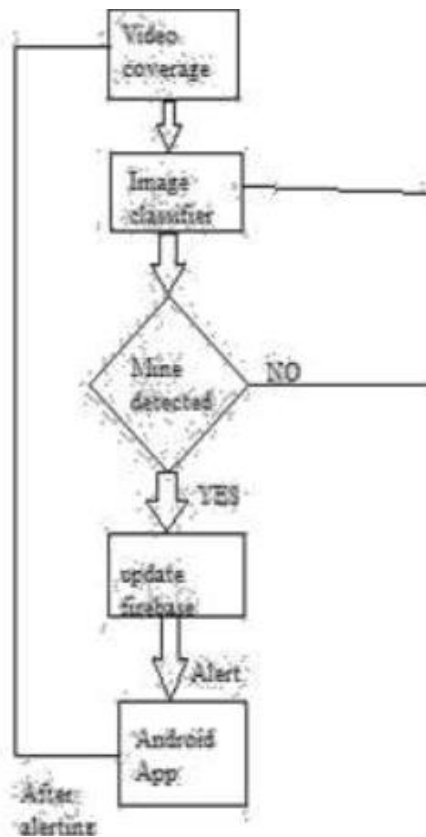 Video
coverage
Image
classifier
Mine
detected
NO
YES
update
firebase
Alert
Android
App
After
alerting